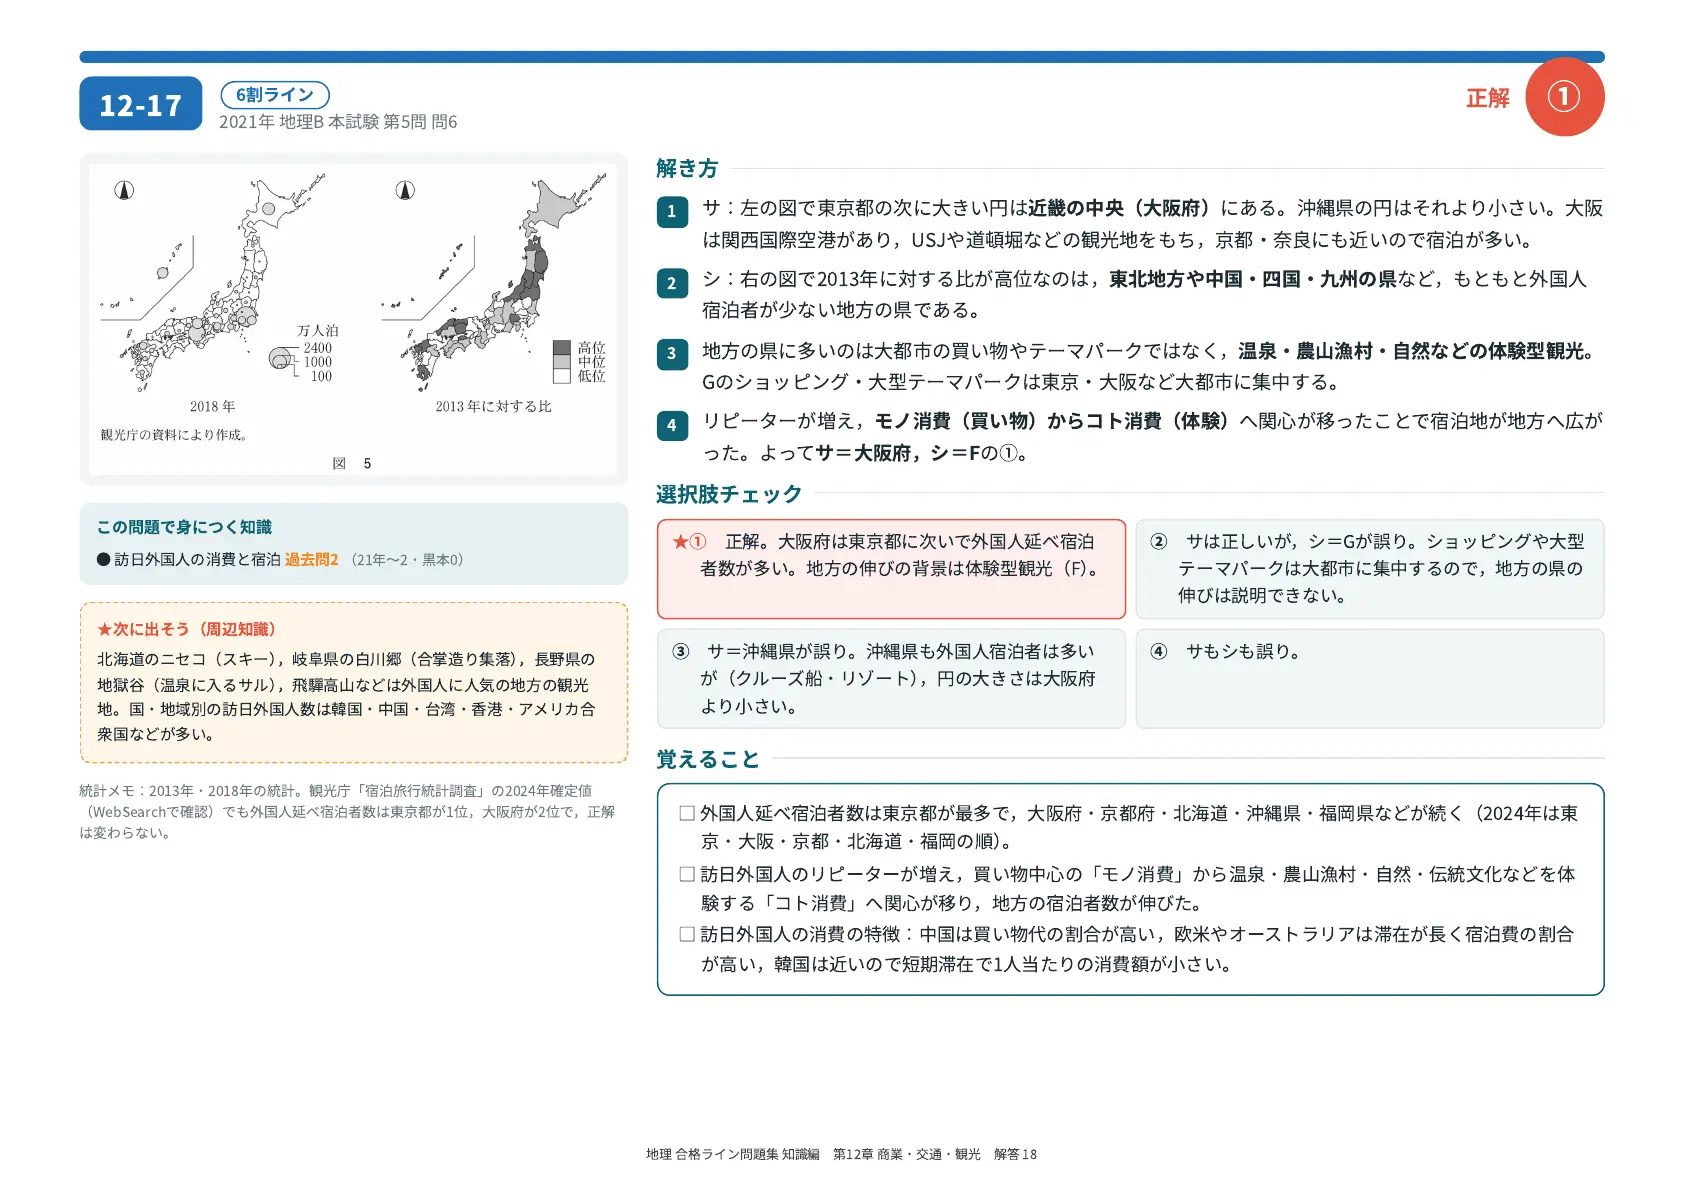 12-17
6割ライン
2021年 地理B 本試験 第5問 問6
正解 ①
万人泊
2400
1000
100
2018 年
高位
中位
低位
2013 年に対する比
観光庁の資料により作成。
図 5
この問題で身につく知識
●訪日外国人の消費と宿泊 過去問2 （21年〜2・黒本0）
★次に出そう（周辺知識）
北海道のニセコ（スキー），岐阜県の白川郷（合掌造り集落），長野県の
地獄谷（温泉に入るサル），飛騨高山などは外国人に人気の地方の観光
地。国・地域別の訪日外国人数は韓国・中国・台湾・香港・アメリカ合
衆国などが多い。
統計メモ：2013年・2018年の統計。観光庁「宿泊旅行統計調査」の2024年確定値
（WebSearchで確認）でも外国人延べ宿泊者数は東京都が1位，大阪府が2位で，正解
は変わらない。
解き方
1 サ：左の図で東京都の次に大きい円は近畿の中央（大阪府）にある。沖縄県の円はそれより小さい。大阪
は関西国際空港があり，USJや道頓堀などの観光地をもち，京都・奈良にも近いので宿泊が多い。
2 シ：右の図で2013年に対する比が高位なのは，東北地方や中国・四国・九州の県など，もともと外国人
宿泊者が少ない地方の県である。
3 地方の県に多いのは大都市の買い物やテーマパークではなく，温泉・農山漁村・自然などの体験型観光。
Gのショッピング・大型テーマパークは東京・大阪など大都市に集中する。
4 リピーターが増え，モノ消費（買い物）からコト消費（体験）へ関心が移ったことで宿泊地が地方へ広が
った。よってサ＝大阪府，シ＝Fの①。
選択肢チェック
★① 正解。大阪府は東京都に次いで外国人延べ宿泊
者数が多い。地方の伸びの背景は体験型観光（F）。
② サは正しいが，シ＝Gが誤り。ショッピングや大型
テーマパークは大都市に集中するので，地方の県の
伸びは説明できない。
③ サ＝沖縄県が誤り。沖縄県も外国人宿泊者は多い
が（クルーズ船・リゾート），円の大きさは大阪府
より小さい。
④ サもシも誤り。
覚えること
□ 外国人延べ宿泊者数は東京都が最多で，大阪府・京都府・北海道・沖縄県・福岡県などが続く（2024年は東
京・大阪・京都・北海道・福岡の順）。
□ 訪日外国人のリピーターが増え，買い物中心の「モノ消費」から温泉・農山漁村・自然・伝統文化などを体
験する「コト消費」へ関心が移り，地方の宿泊者数が伸びた。
□ 訪日外国人の消費の特徴：中国は買い物代の割合が高い，欧米やオーストラリアは滞在が長く宿泊費の割合
が高い，韓国は近いので短期滞在で1人当たりの消費額が小さい。
地理 合格ライン問題集 知識編 第12章 商業・交通・観光 解答18